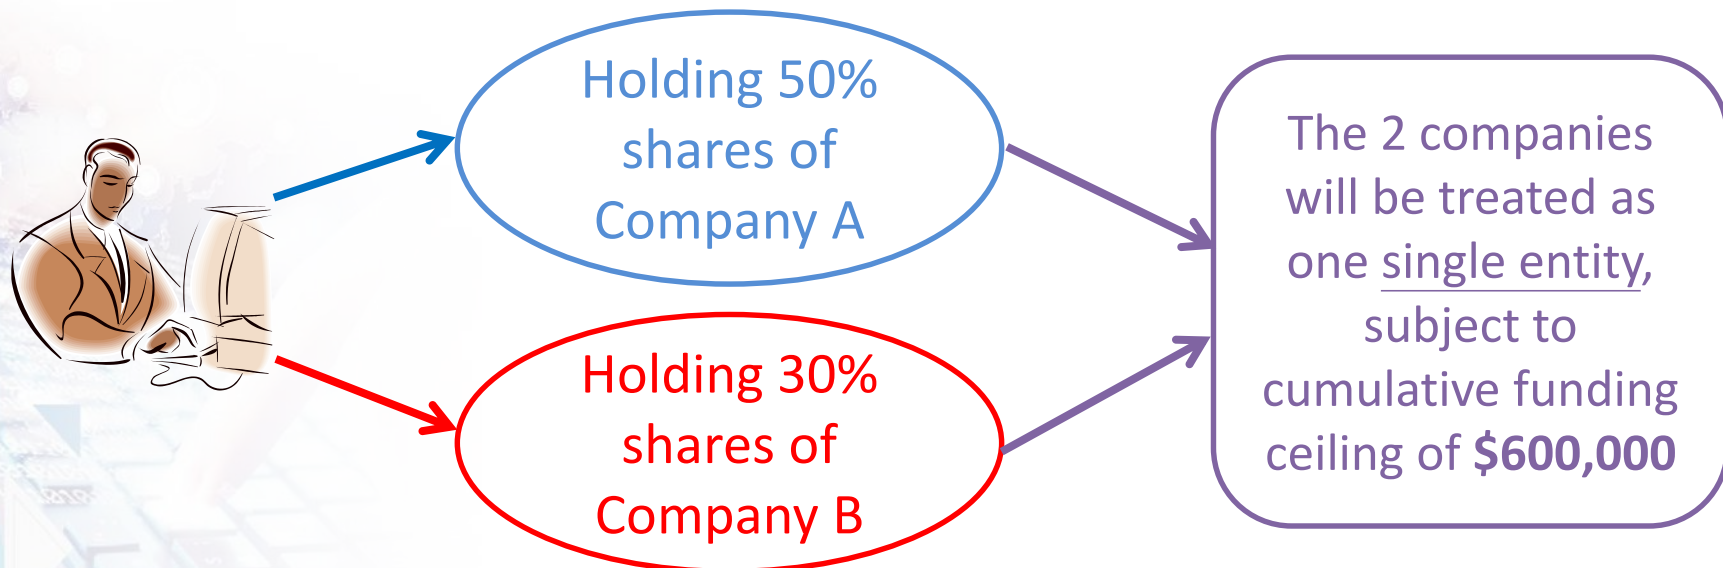 Holding 50%
shares of
Company A
Holding 30%
shares of
Company B
The 2 companies
will be treated as
one single entity,
subject to
cumulative funding
ceiling of $600,000